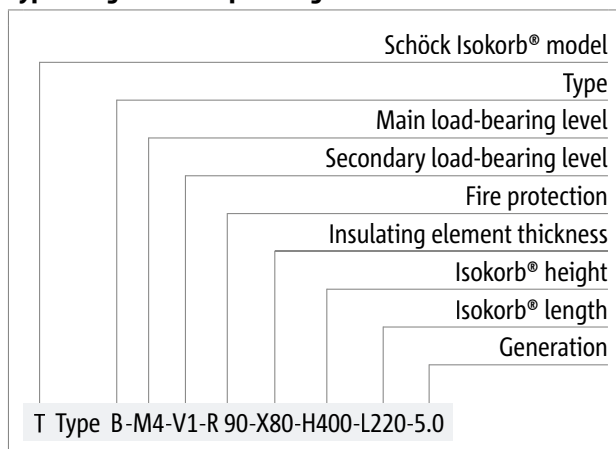 Schöck Isokorb® model
Type
Main load-bearing level
Secondary load-bearing level
Fire protection
Insulating element thickness
Isokorb® height
Isokorb® length
Generation
T Type B-M4-V1-R 90-X80-H400-L220-5.0